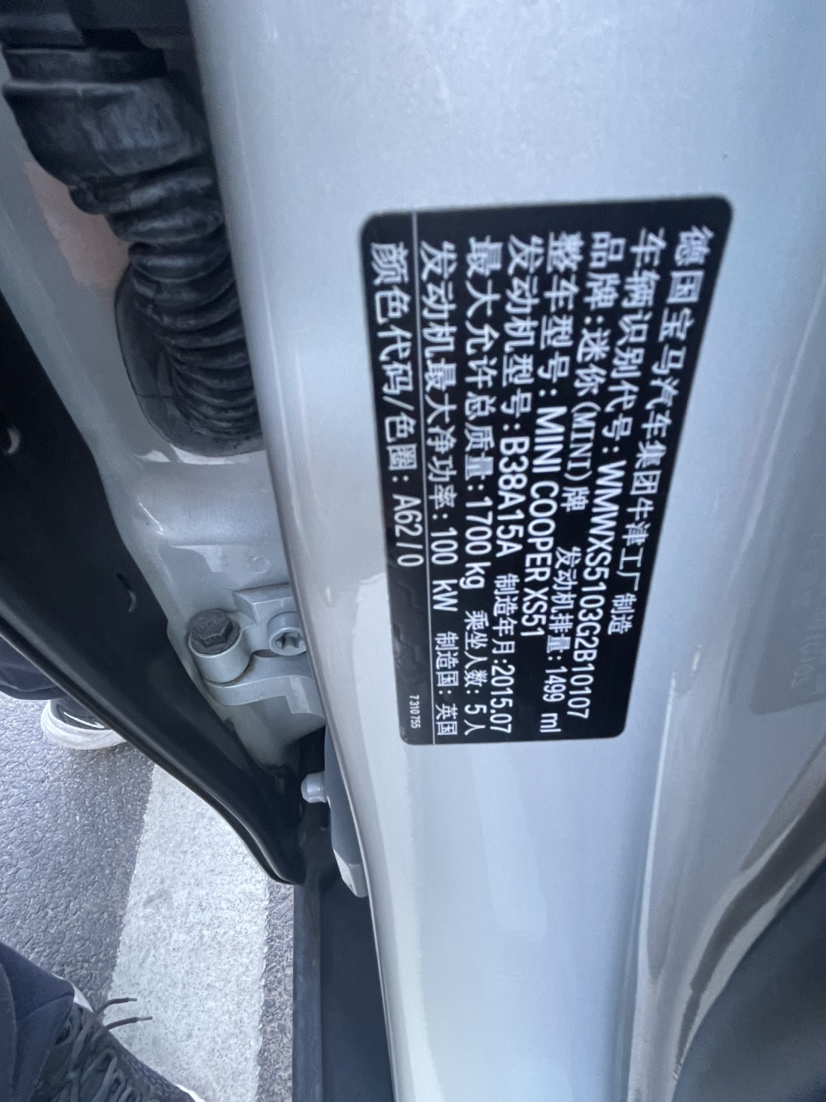 德国宝马汽车集团牛津工厂制造
车辆识别代号：WMWXS5103G2B10107
品牌：迷你(MINI)牌 发动机排量：1499 ml
整车型号：MINI COOPER XS51
发动机型号：B38A15A 制造年月：2015.07
最大允许总质量：1700 kg 乘坐人数：5人
发动机最大净功率：100 kW 制造国：英国
颜色代码/色圈：A62/0
7 310 755